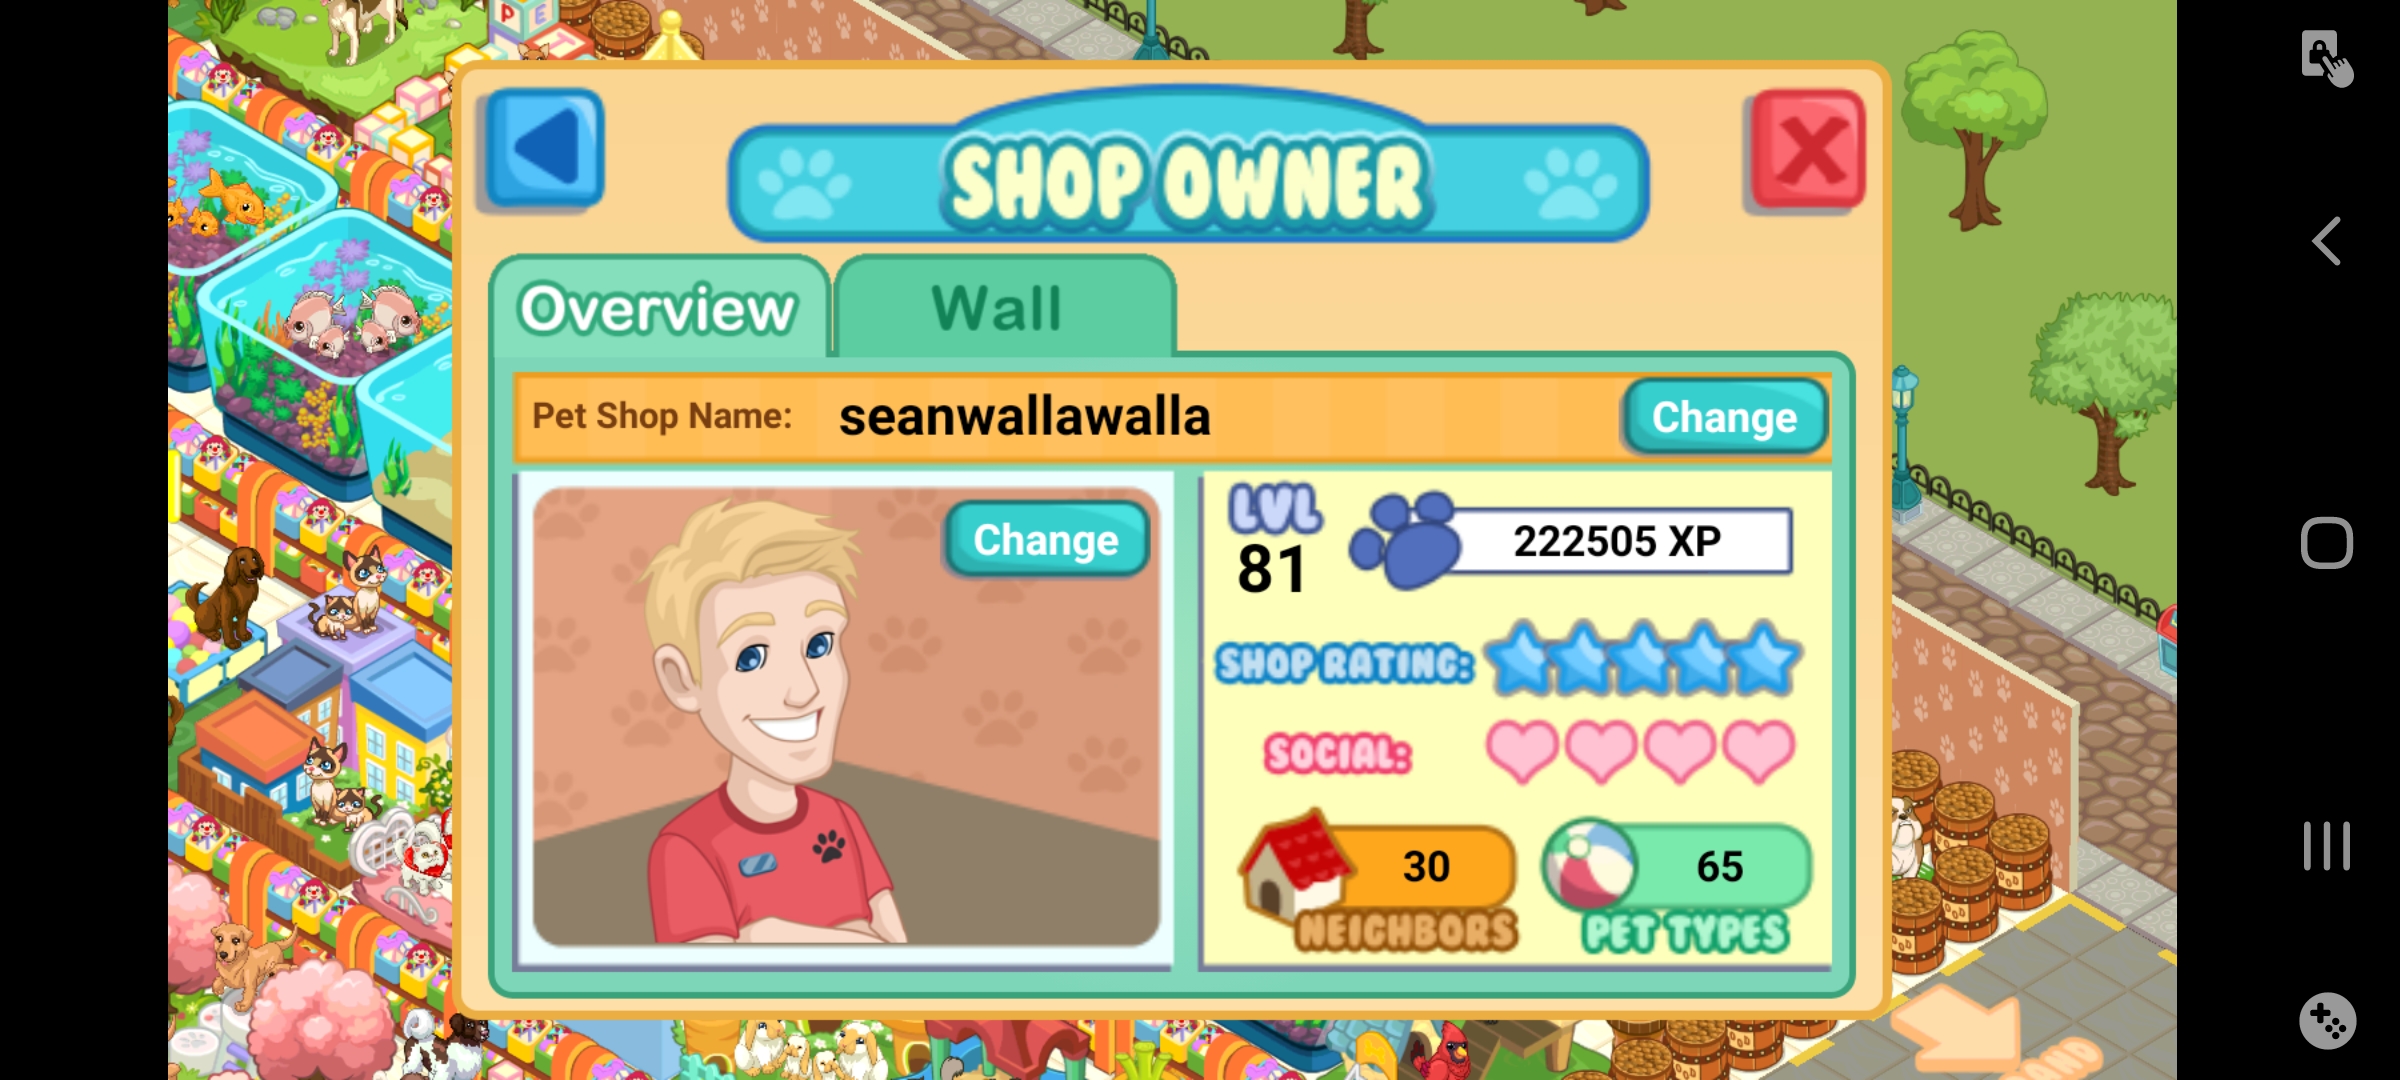 SHOP OWNER
Overview
Wall
Pet Shop Name: seanwallawalla
Change
Change
LVL
81
222505 XP
SHOP RATING:
SOCIAL:
30
NEIGHBORS
65
PET TYPES